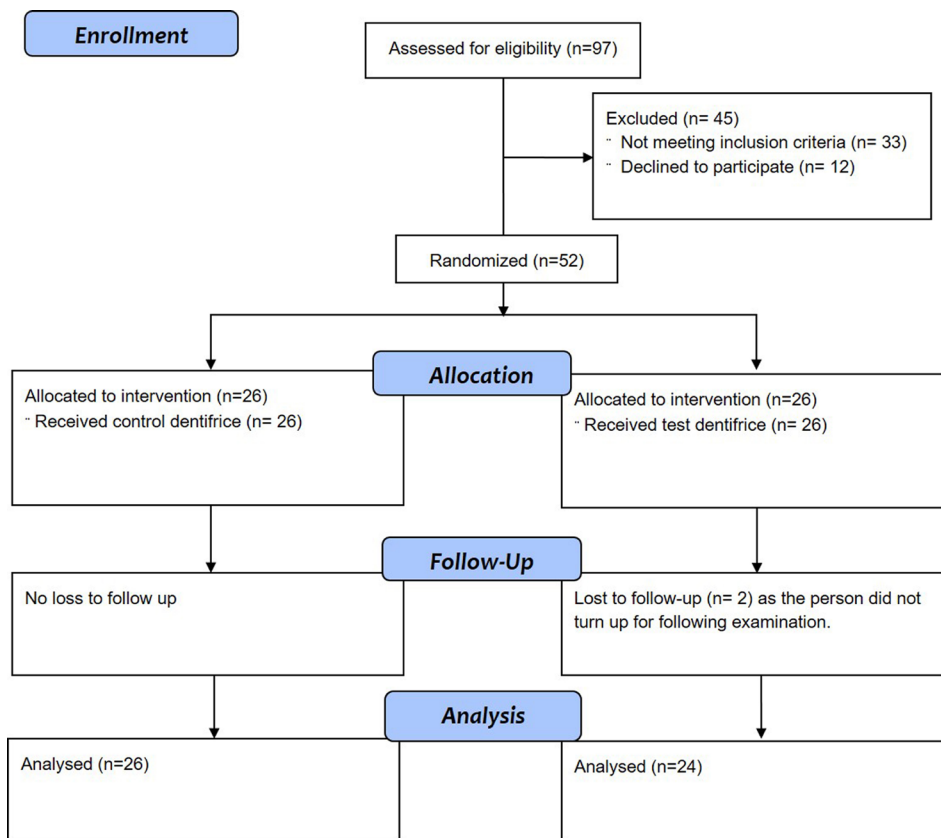 Enrollment
Assessed for eligibility (n=97)
Excluded (n= 45)
¨ Not meeting inclusion criteria (n= 33)
¨ Declined to participate (n= 12)
Randomized (n=52)
Allocation
Allocated to intervention (n=26)
¨ Received control dentifrice (n= 26)
Allocated to intervention (n=26)
¨ Received test dentifrice (n= 26)
Follow-Up
No loss to follow up
Lost to follow-up (n= 2) as the person did not
turn up for following examination.
Analysis
Analysed (n=26)
Analysed (n=24)